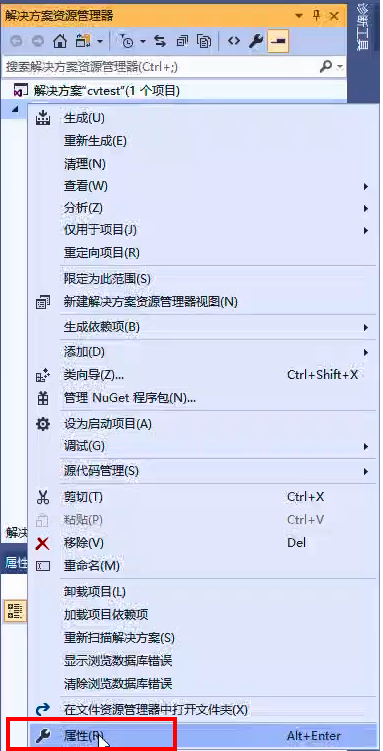 解决方案资源管理器
诊断工具
搜索解决方案资源管理器(Ctrl+;)
解决方案"cvtest"(1 个项目)
生成(U)
重新生成(E)
清理(N)
查看(W)
分析(Z)
仅用于项目(J)
重定向项目(R)
限定为此范围(S)
新建解决方案资源管理器视图(N)
生成依赖项(B)
添加(D)
类向导(Z)... Ctrl+Shift+X
管理 NuGet 程序包(N)...
设为启动项目(A)
调试(G)
源代码管理(S)
剪切(T) Ctrl+X
粘贴(P) Ctrl+V
解决
移除(V) Del
属性
重命名(M)
卸载项目(L)
加载项目依赖项
重新扫描解决方案(S)
显示浏览数据库错误
清除浏览数据库错误
在文件资源管理器中打开文件夹(X)
属性(R) Alt+Enter